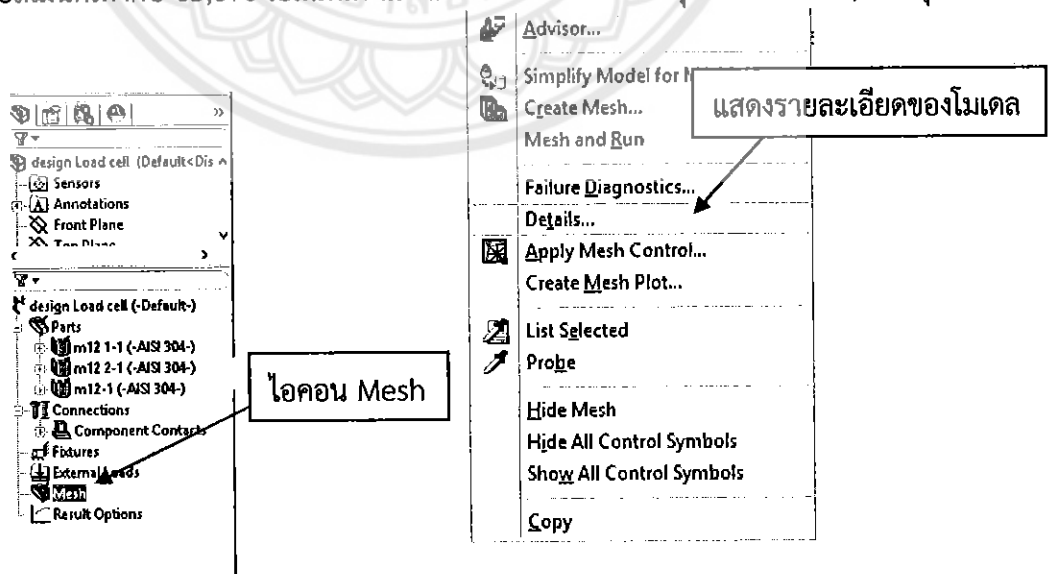 Advisor...
Create Mesh...
Mesh and Run
แสดงรายละเอียดของโมเดล
Failure Diagnostics...
Details...
Apply Mesh Control...
Create Mesh Plot...
List Selected
Probe
Hide Mesh
Hide All Control Symbols
Show All Control Symbols
Copy
design Load cell (Default<Dis
Sensors
Annotations
Front Plane
design Load cell (-Default-)
Parts
m12 1-1 (-AISI 304-)
m12 2-1 (-AISI 304-)
m12-1 (-AISI 304-)
Connections
Component Contacts
Fixtures
External Loads
Mesh
Result Options
ไอคอน Mesh
Simplify Model for